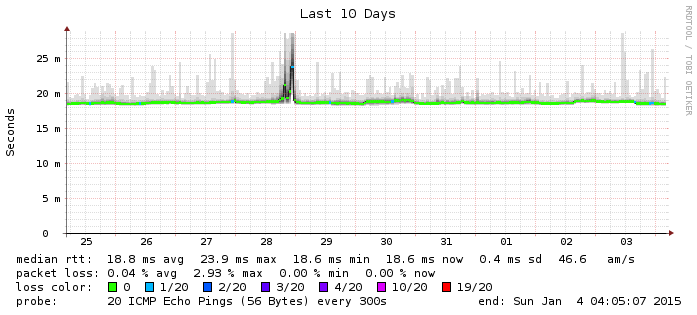 Last 10 Days
RRDTOOL / TOBI OETIKER
Seconds
25 m
20 m
15 m
10 m
5 m
0
25 26 27 28 29 30 31 01 02 03
median rtt: 18.8 ms avg 23.9 ms max 18.6 ms min 18.6 ms now 0.4 ms sd 46.6 am/s
packet loss: 0.04 % avg 2.93 % max 0.00 % min 0.00 % now
loss color: 0 1/20 2/20 3/20 4/20 10/20 19/20
probe: 20 ICMP Echo Pings (56 Bytes) every 300s end: Sun Jan 4 04:05:07 2015